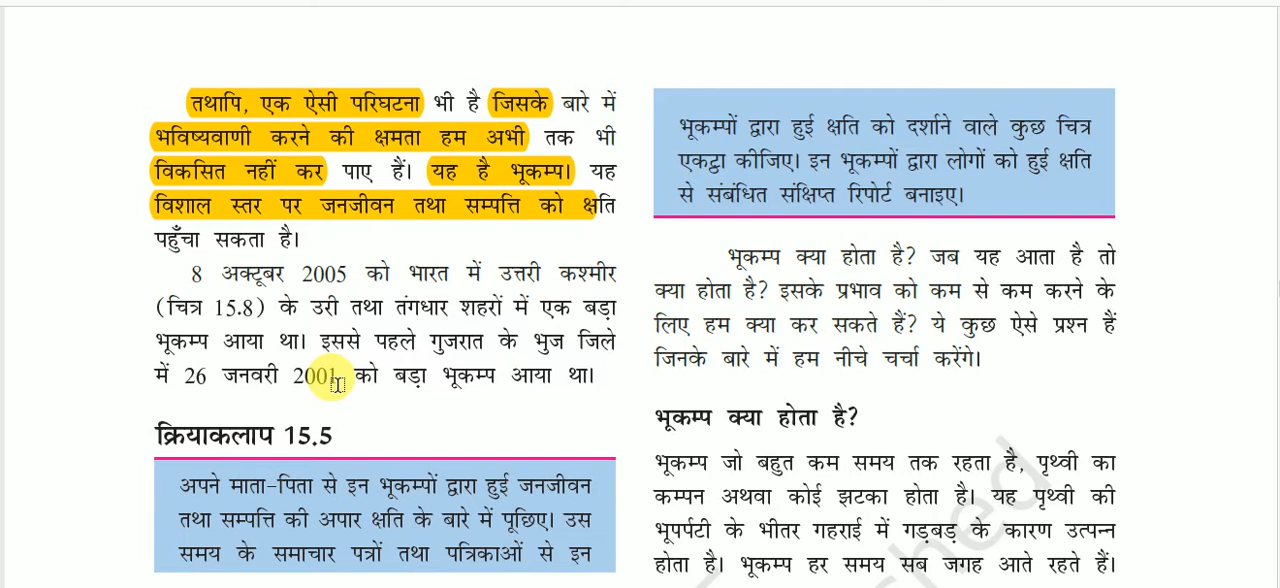 तथापि, एक ऐसी परिघटना भी है जिसके बारे में
भविष्यवाणी करने की क्षमता हम अभी तक भी
विकसित नहीं कर पाए हैं। यह है भूकम्प। यह
विशाल स्तर पर जनजीवन तथा सम्पत्ति को क्षति
पहुँचा सकता है।
8 अक्टूबर 2005 को भारत में उत्तरी कश्मीर
(चित्र 15.8) के उरी तथा तंगधार शहरों में एक बड़ा
भूकम्प आया था। इससे पहले गुजरात के भुज जिले
में 26 जनवरी 2001 को बड़ा भूकम्प आया था।
क्रियाकलाप 15.5
अपने माता-पिता से इन भूकम्पों द्वारा हुई जनजीवन
तथा सम्पत्ति की अपार क्षति के बारे में पूछिए। उस
समय के समाचार पत्रों तथा पत्रिकाओं से इन
भूकम्पों द्वारा हुई क्षति को दर्शाने वाले कुछ चित्र
एकट्ठा कीजिए। इन भूकम्पों द्वारा लोगों को हुई क्षति
से संबंधित संक्षिप्त रिपोर्ट बनाइए।
भूकम्प क्या होता है? जब यह आता है तो
क्या होता है? इसके प्रभाव को कम से कम करने के
लिए हम क्या कर सकते हैं? ये कुछ ऐसे प्रश्न हैं
जिनके बारे में हम नीचे चर्चा करेंगे।
भूकम्प क्या होता है?
भूकम्प जो बहुत कम समय तक रहता है, पृथ्वी का
कम्पन अथवा कोई झटका होता है। यह पृथ्वी की
भूपर्पटी के भीतर गहराई में गड़बड़ के कारण उत्पन्न
होता है। भूकम्प हर समय सब जगह आते रहते हैं।